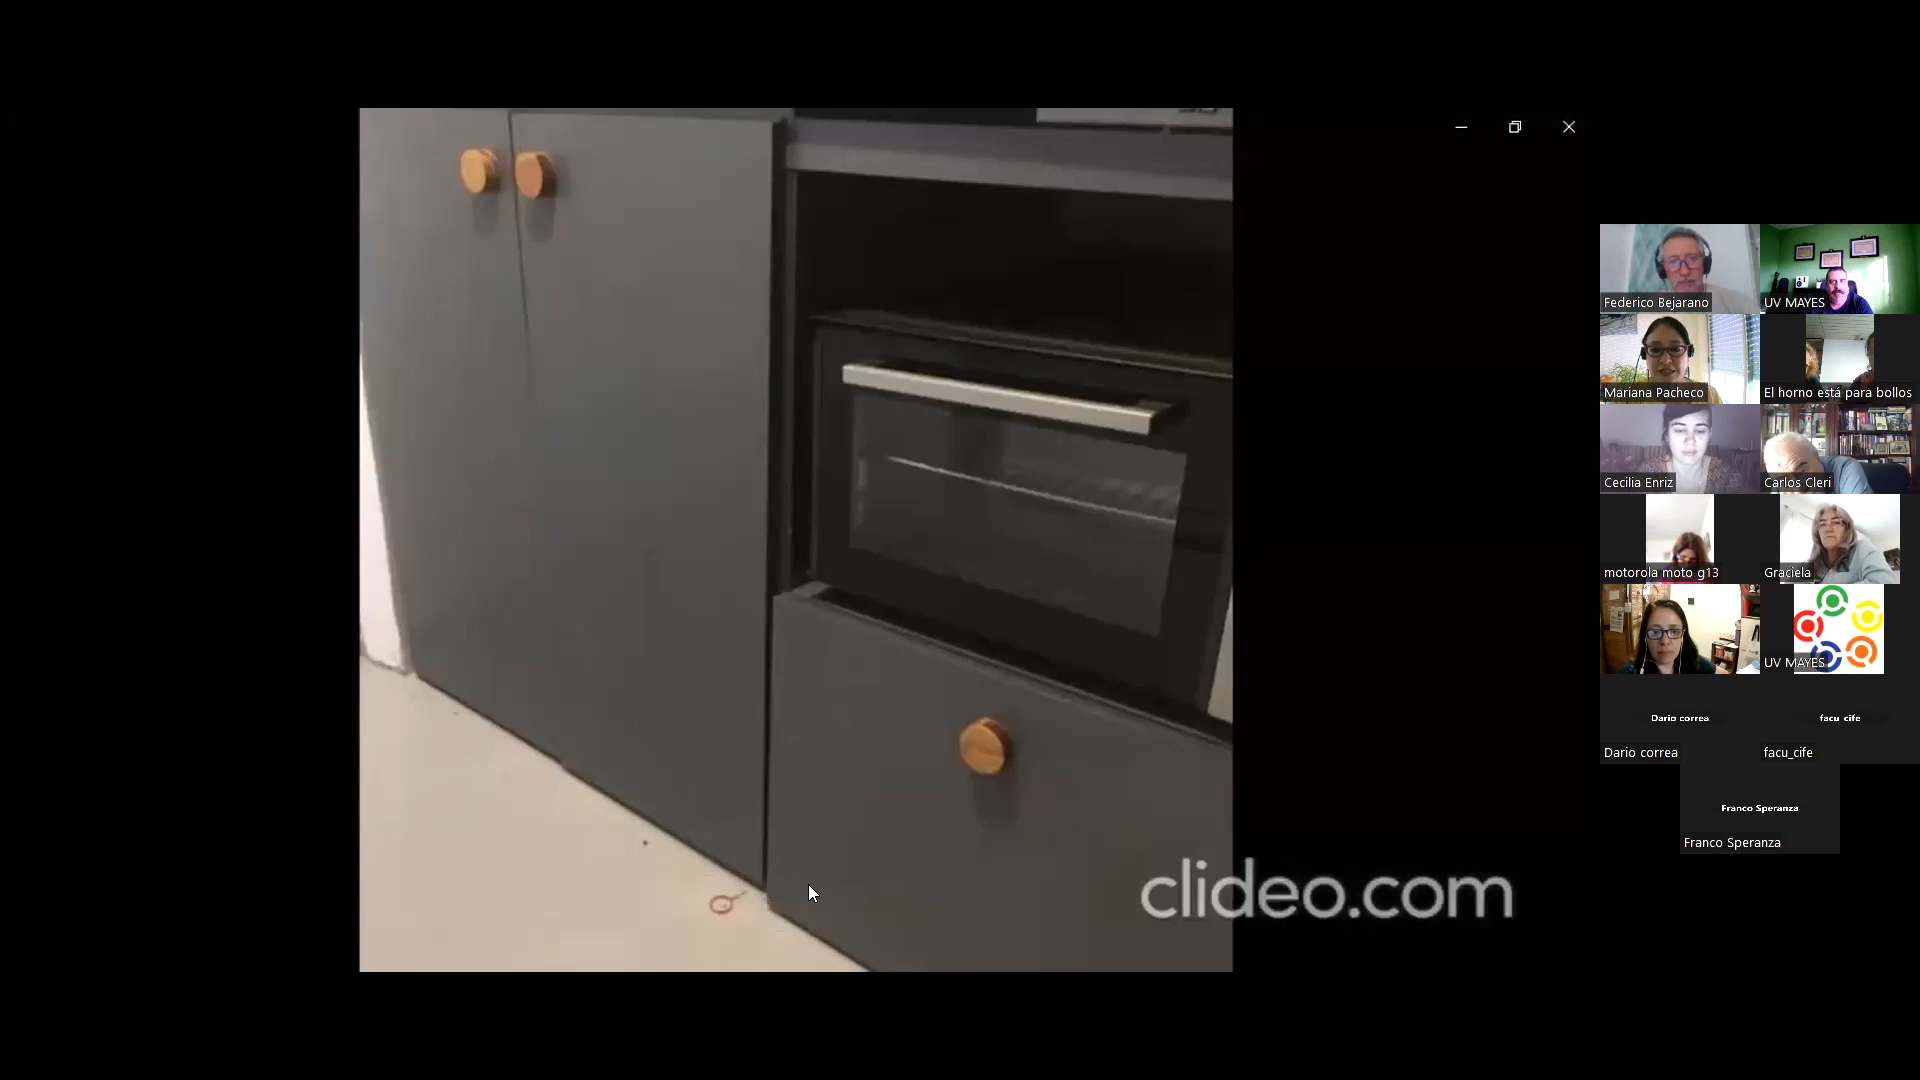 Federico Bejarano
UV MAYES
Mariana Pacheco
El horno está para bollos
Cecilia Enriz
Carlos Cleri
motorola moto g13
Graciela
UV MAYES
Dario correa
facu_cife
Dario correa
facu_cife
Franco Speranza
Franco Speranza
clideo.com